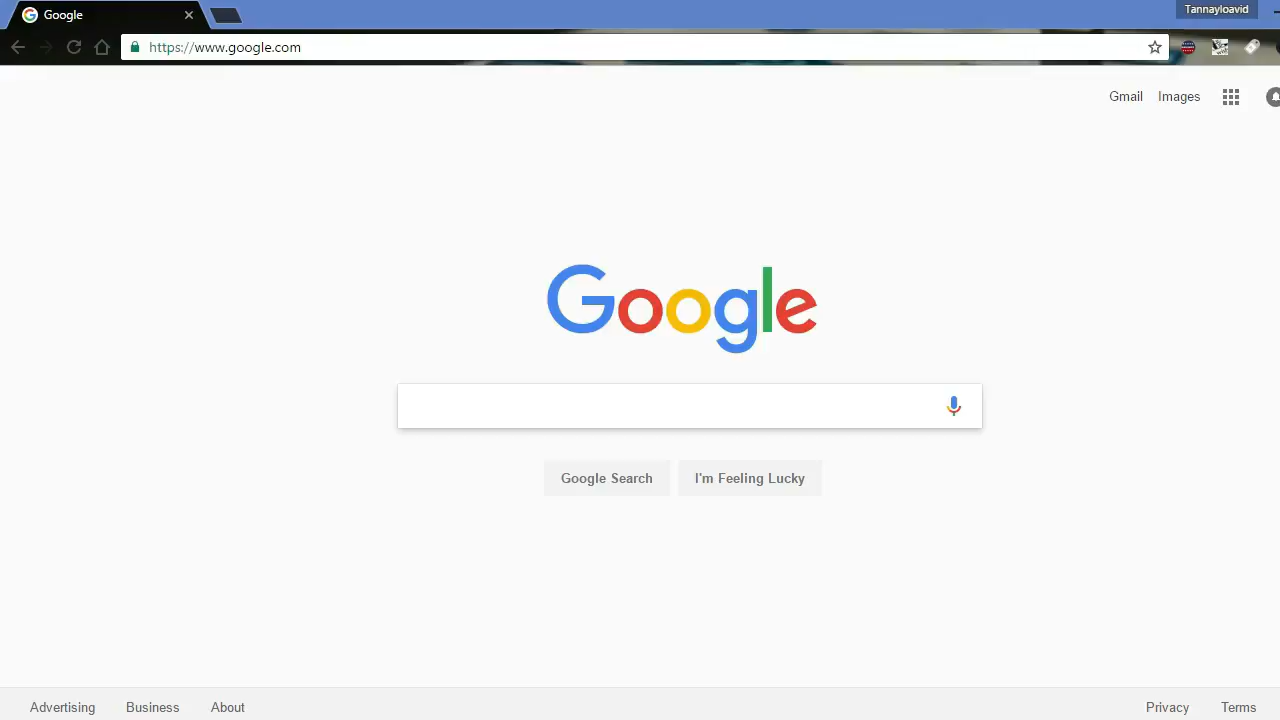 Google
Tannayloavid
https://www.google.com
Gmail Images
Google
Google Search I'm Feeling Lucky
Advertising Business About Privacy Terms